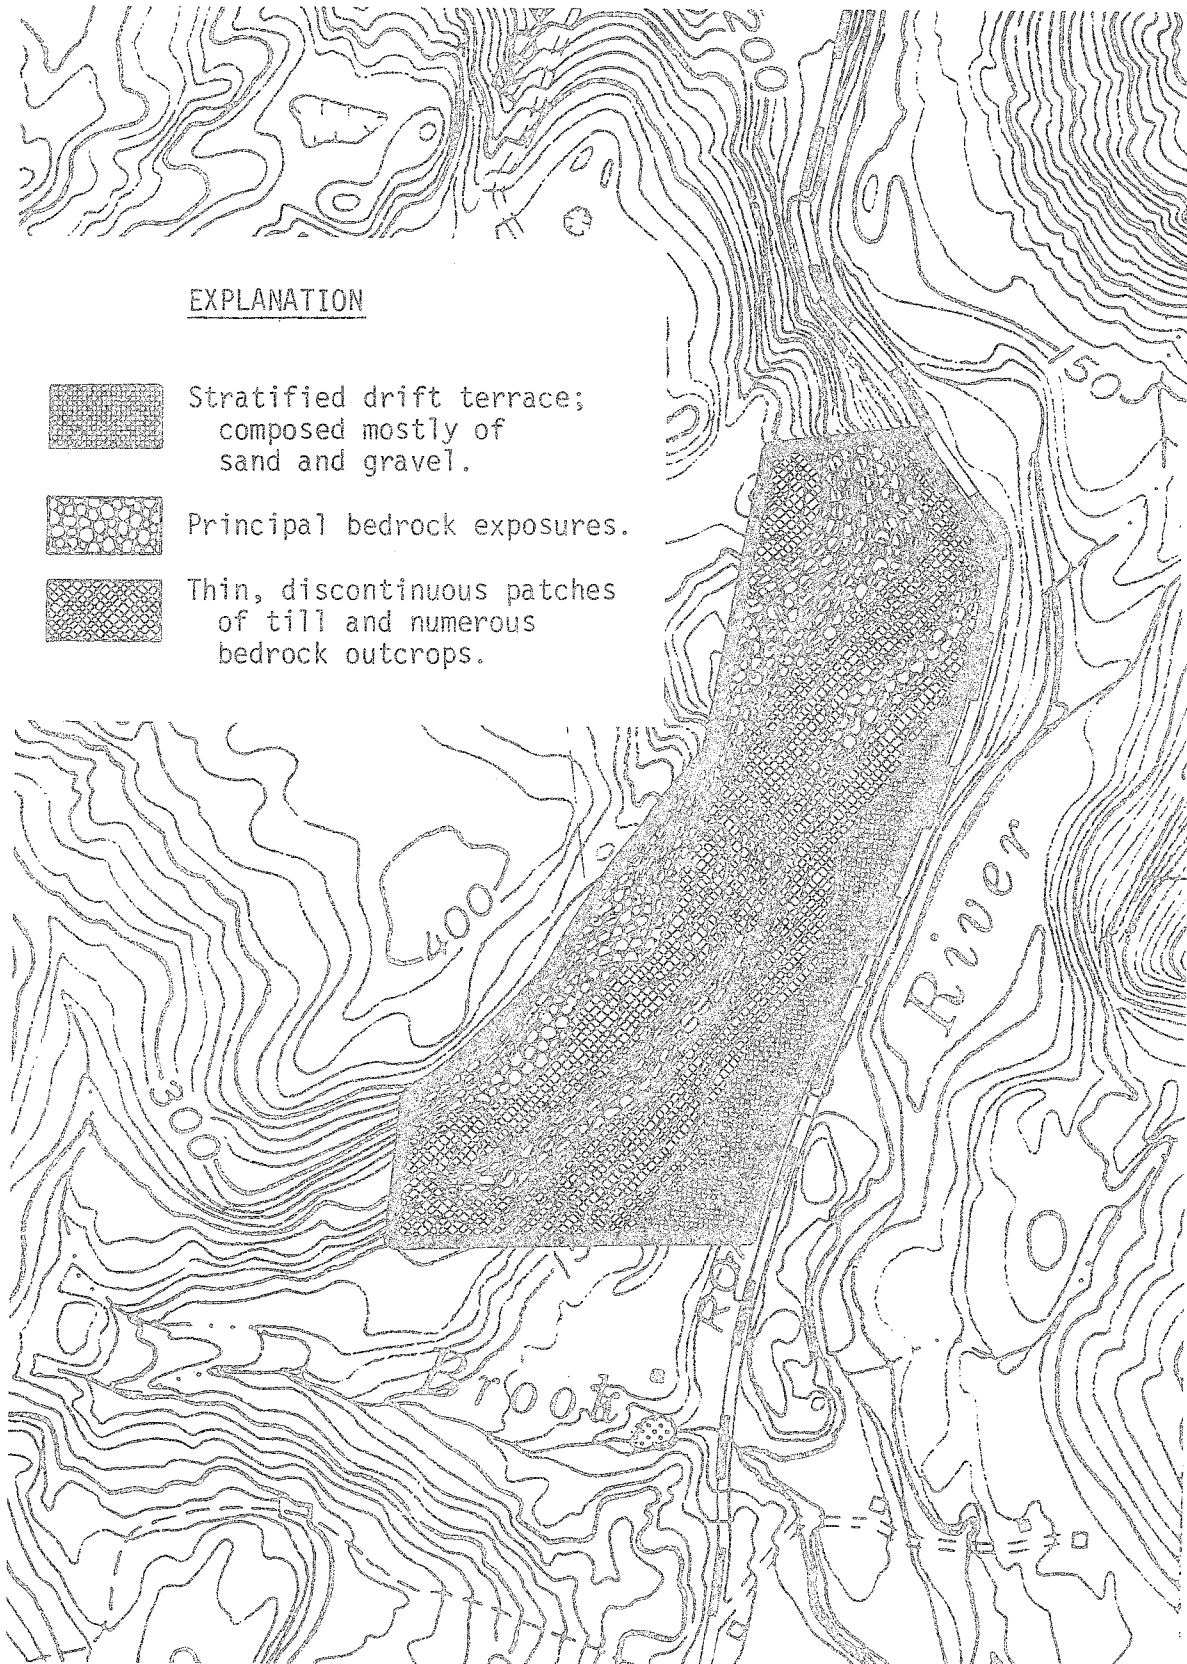 200
EXPLANATION
150
Stratified drift terrace;
composed mostly of
sand and gravel.
Principal bedrock exposures.
Thin, discontinuous patches
of till and numerous
bedrock outcrops.
River
400
300
Brook